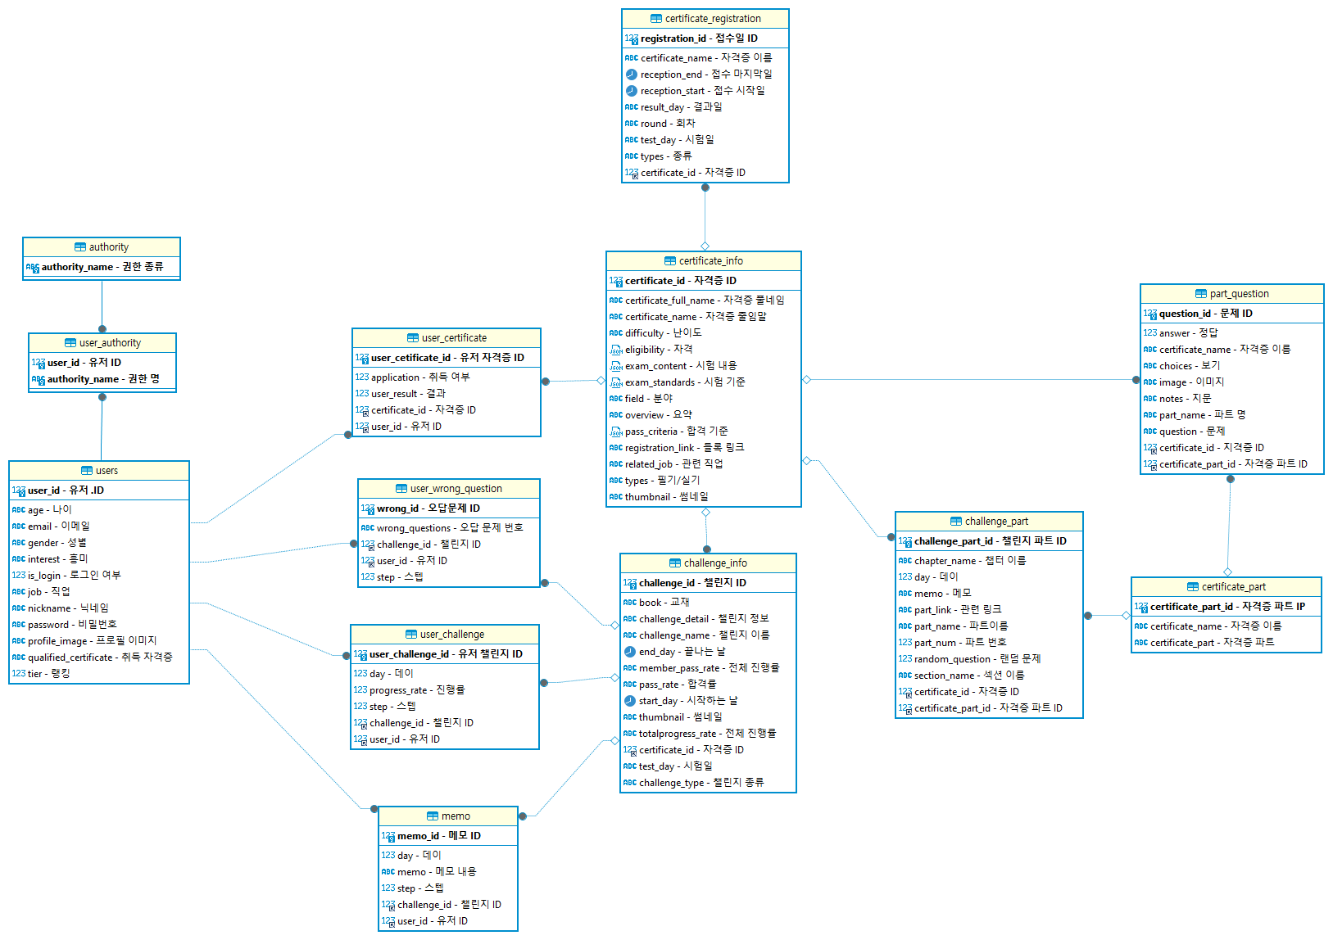 certificate_registration
registration_id - 접수일 ID
certificate_name - 자격증 이름
reception_end - 접수 마지막일
reception_start - 접수 시작일
result_day - 결과일
round - 회차
test_day - 시험일
types - 종류
certificate_id - 자격증 ID
authority
authority_name - 권한 종류
user_authority
user_id - 유저 ID
authority_name - 권한 명
users
user_id - 유저 .ID
age - 나이
email - 이메일
gender - 성별
interest - 흥미
is_login - 로그인 여부
job - 직업
nickname - 닉네임
password - 비밀번호
profile_image - 프로필 이미지
qualified_certificate - 취득 자격증
tier - 랭킹
user_certificate
user_cetificate_id - 유저 자격증 ID
application - 취득 여부
user_result - 결과
certificate_id - 자격증 ID
user_id - 유저 ID
user_wrong_question
wrong_id - 오답문제 ID
wrong_questions - 오답 문제 번호
challenge_id - 챌린지 ID
user_id - 유저 ID
step - 스텝
user_challenge
user_challenge_id - 유저 챌린지 ID
day - 데이
progress_rate - 진행률
step - 스텝
challenge_id - 챌린지 ID
user_id - 유저 ID
memo
memo_id - 메모 ID
day - 데이
memo - 메모 내용
step - 스텝
challenge_id - 챌린지 ID
user_id - 유저 ID
certificate_info
certificate_id - 자격증 ID
certificate_full_name - 자격증 풀네임
certificate_name - 자격증 줄임말
difficulty - 난이도
eligibility - 자격
exam_content - 시험 내용
exam_standards - 시험 기준
field - 분야
overview - 요약
pass_criteria - 합격 기준
registration_link - 등록 링크
related_job - 관련 직업
types - 필기/실기
thumbnail - 썸네일
challenge_info
challenge_id - 챌린지 ID
book - 교재
challenge_detail - 챌린지 정보
challenge_name - 챌린지 이름
end_day - 끝나는 날
member_pass_rate - 전체 진행률
pass_rate - 합격률
start_day - 시작하는 날
thumbnail - 썸네일
totalprogress_rate - 전체 진행률
certificate_id - 자격증 ID
test_day - 시험일
challenge_type - 챌린지 종류
part_question
question_id - 문제 ID
answer - 정답
certificate_name - 자격증 이름
choices - 보기
image - 이미지
notes - 지문
part_name - 파트 명
question - 문제
certificate_id - 지격증 ID
certificate_part_id - 자격증 파트 ID
challenge_part
challenge_part_id - 챌린지 파트 ID
chapter_name - 챕터 이름
day - 데이
memo - 메모
part_link - 관련 링크
part_name - 파트이름
part_num - 파트 번호
random_question - 랜덤 문제
section_name - 섹션 이름
certificate_id - 자격증 ID
certificate_part_id - 자격증 파트 ID
certificate_part
certificate_part_id - 자격증 파트 IP
certificate_name - 자격증 이름
certificate_part - 자격증 파트